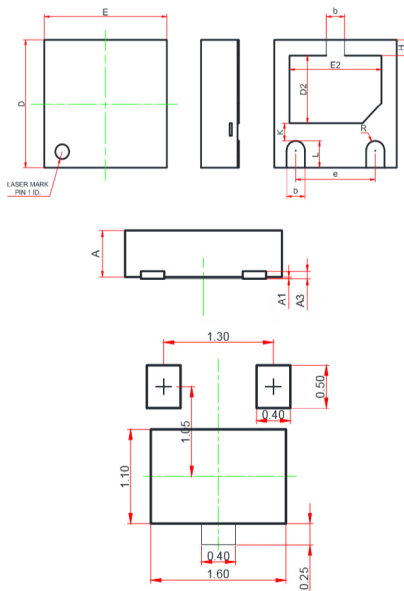 E
b
H
E2
D
D2
K
R
L
LASER MARK
PIN 1 ID.
b
e
A
A1
A3
1.30
0.50
0.40
1.05
1.10
0.40
0.25
1.60